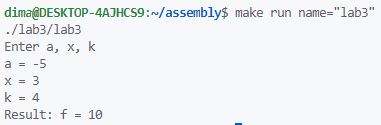 dima@DESKTOP-4AJHCS9:~/assembly$ make run name="lab3"
./lab3/lab3
Enter a, x, k
a = -5
x = 3
k = 4
Result: f = 10